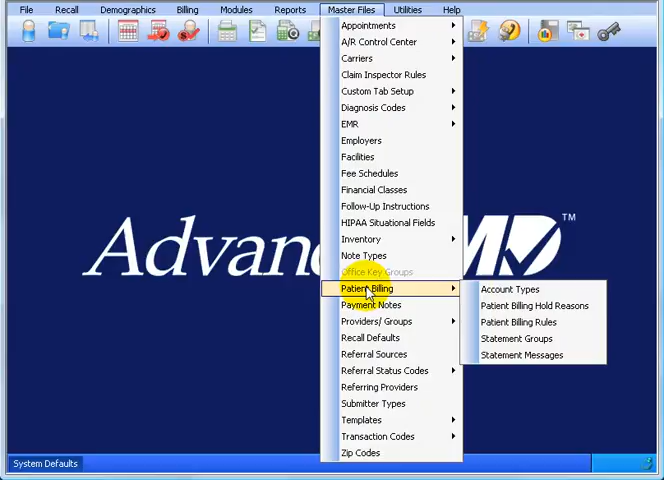 File Recall Demographics Billing Modules Reports Master Files Utilities Help
Appointments
A/R Control Center
Carriers
Claim Inspector Rules
Custom Tab Setup
Diagnosis Codes
EMR
Employers
Facilities
Fee Schedules
Financial Classes
Follow-Up Instructions
HIPAA Situational Fields
Inventory
Note Types
Office Key Groups
Patient Billing
Payment Notes
Providers/ Groups
Recall Defaults
Referral Sources
Referral Status Codes
Referring Providers
Submitter Types
Templates
Transaction Codes
Zip Codes
Account Types
Patient Billing Hold Reasons
Patient Billing Rules
Statement Groups
Statement Messages
Advan MD TM
System Defaults